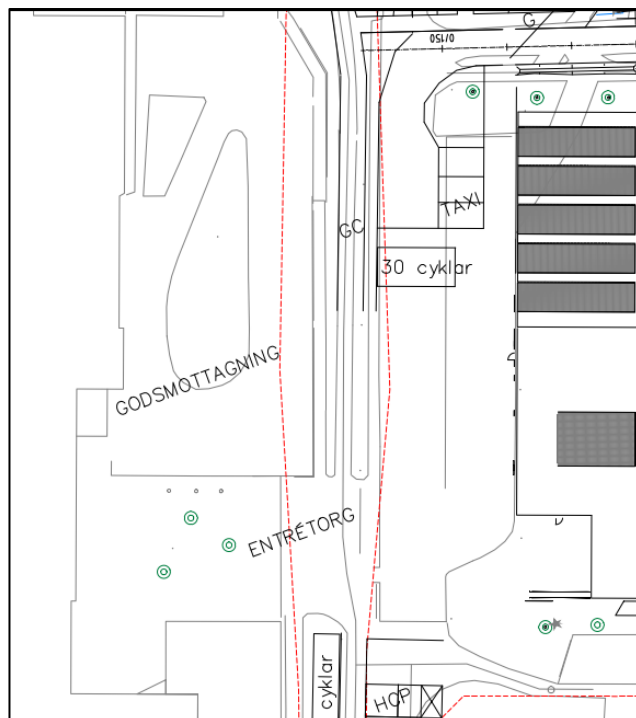 G
0/150
TAXI
GC
30 cyklar
GODSMOTTAGNING
ENTRÉTORG
cyklar
HCP